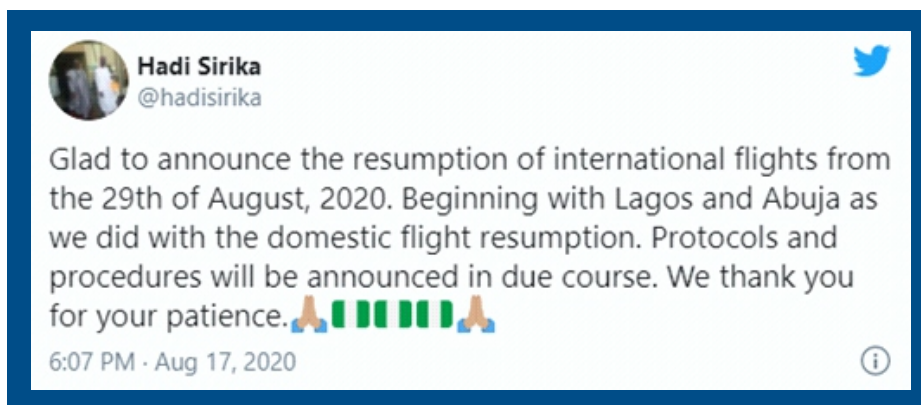 Hadi Sirika
@hadisirika
Glad to announce the resumption of international flights from
the 29th of August, 2020. Beginning with Lagos and Abuja as
we did with the domestic flight resumption. Protocols and
procedures will be announced in due course. We thank you
for your patience.🙏🏽🇳🇬🇳🇬🙏🏽
6:07 PM · Aug 17, 2020